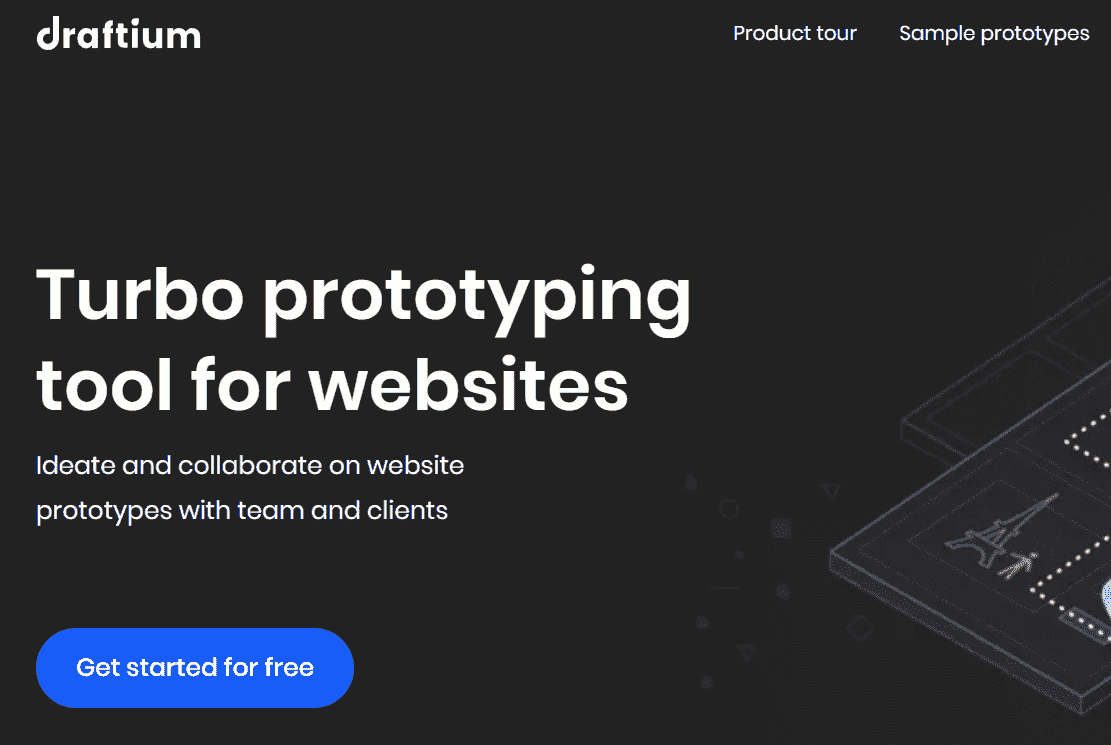 draftium
Product tour
Sample prototypes
Turbo prototyping
tool for websites
Ideate and collaborate on website
prototypes with team and clients
Get started for free